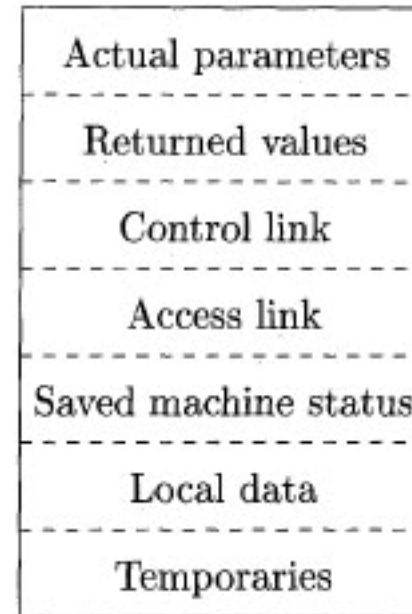 Actual parameters
Returned values
Control link
Access link
Saved machine status
Local data
Temporaries